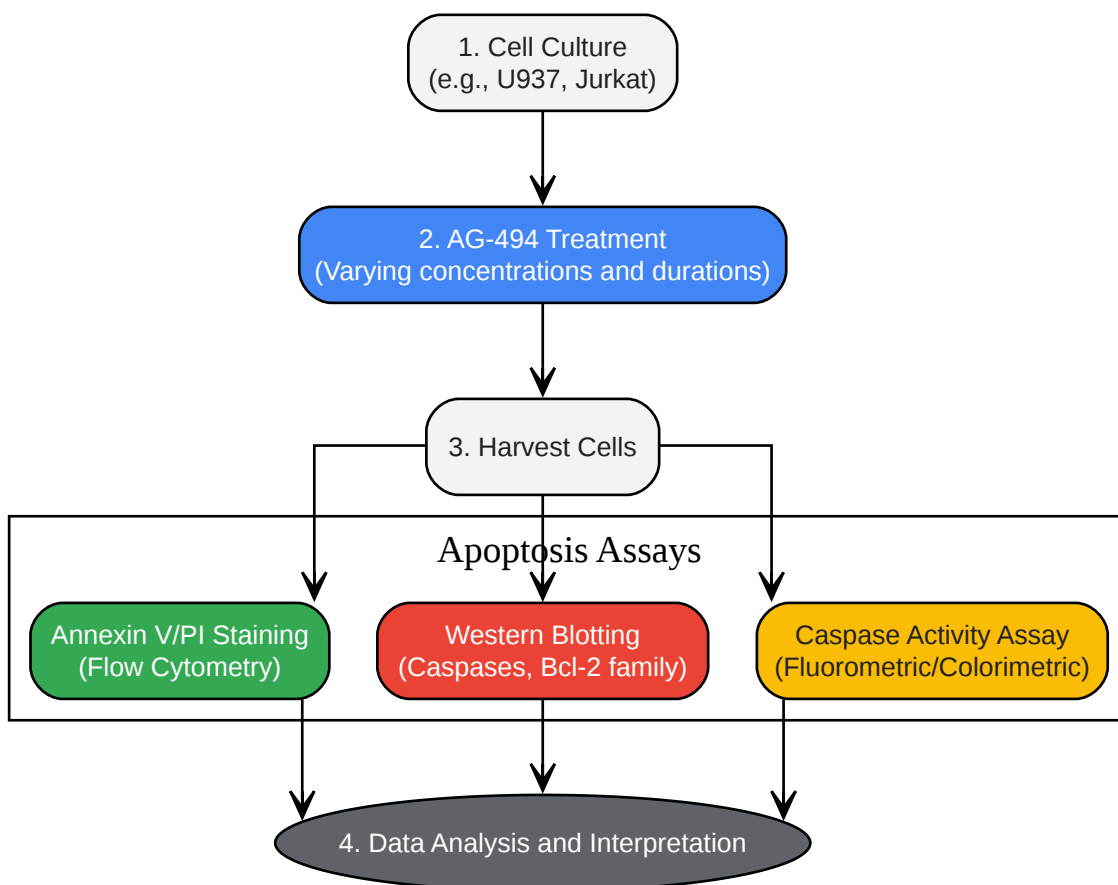 1. Cell Culture
(e.g., U937, Jurkat)
2. AG-494 Treatment
(Varying concentrations and durations)
3. Harvest Cells
Apoptosis Assays
Annexin V/PI Staining
(Flow Cytometry)
Western Blotting
(Caspases, Bcl-2 family)
Caspase Activity Assay
(Fluorometric/Colorimetric)
4. Data Analysis and Interpretation